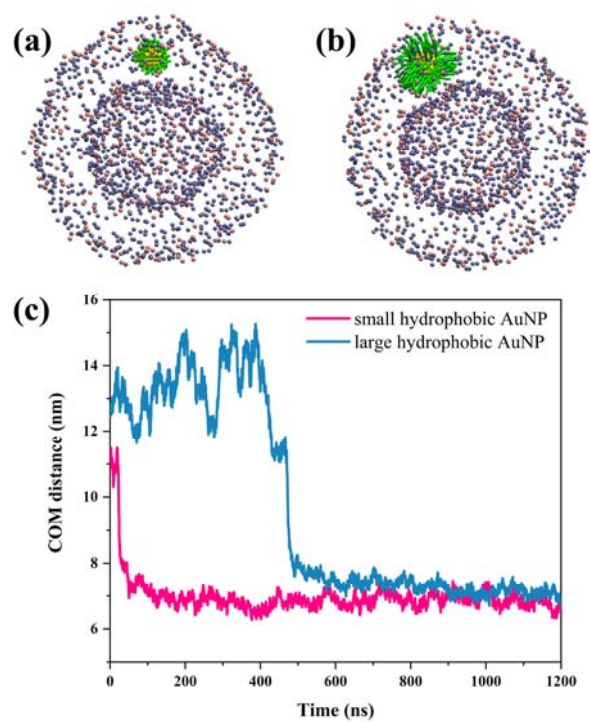 (a)
(b)
(c)
16
14
12
10
8
6
COM distance (nm)
small hydrophobic AuNP
large hydrophobic AuNP
0
200
400
600
800
1000
1200
Time (ns)